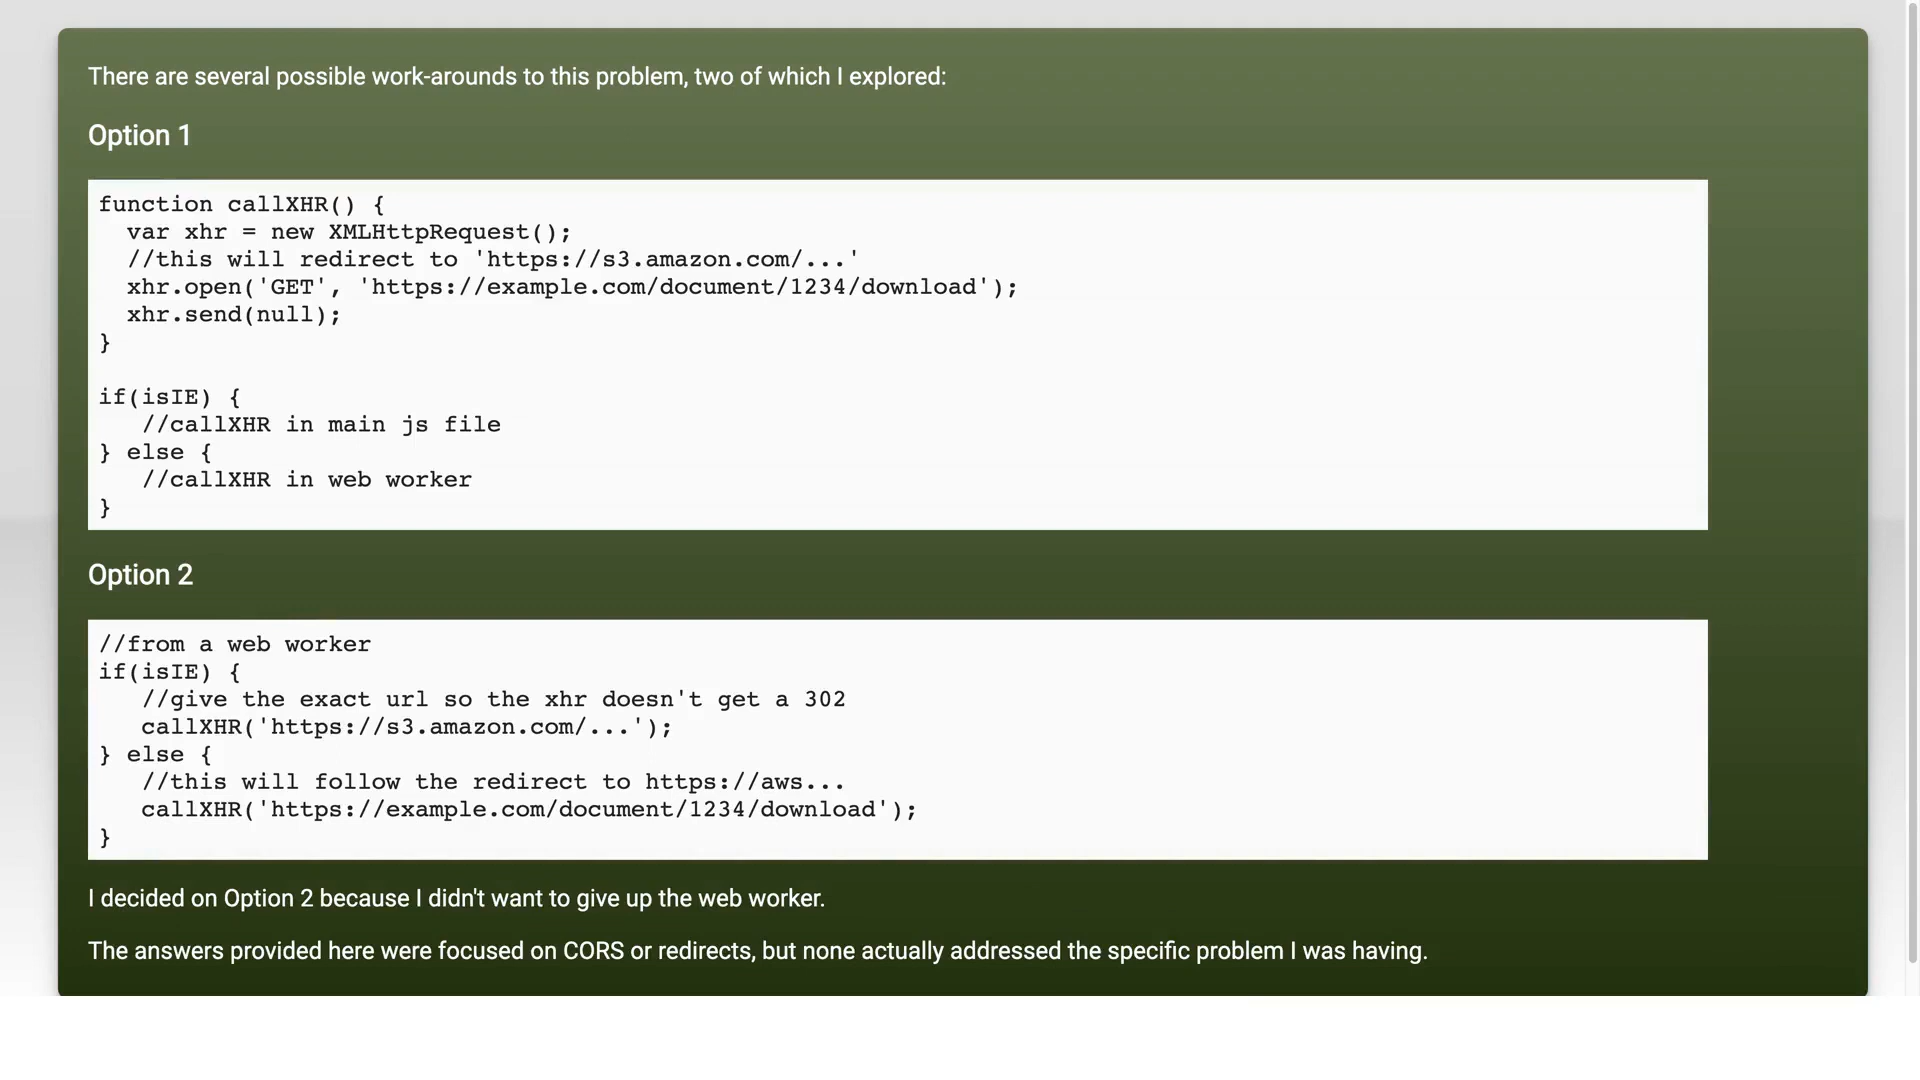 There are several possible work-arounds to this problem, two of which I explored:
Option 1
function callXHR() {
  var xhr = new XMLHttpRequest();
  //this will redirect to 'https://s3.amazon.com/...'
  xhr.open('GET', 'https://example.com/document/1234/download');
  xhr.send(null);
}
if(isIE) {
   //callXHR in main js file
} else {
   //callXHR in web worker
}
Option 2
//from a web worker
if(isIE) {
   //give the exact url so the xhr doesn't get a 302
   callXHR('https://s3.amazon.com/...');
} else {
   //this will follow the redirect to https://aws...
   callXHR('https://example.com/document/1234/download');
}
I decided on Option 2 because I didn't want to give up the web worker.
The answers provided here were focused on CORS or redirects, but none actually addressed the specific problem I was having.